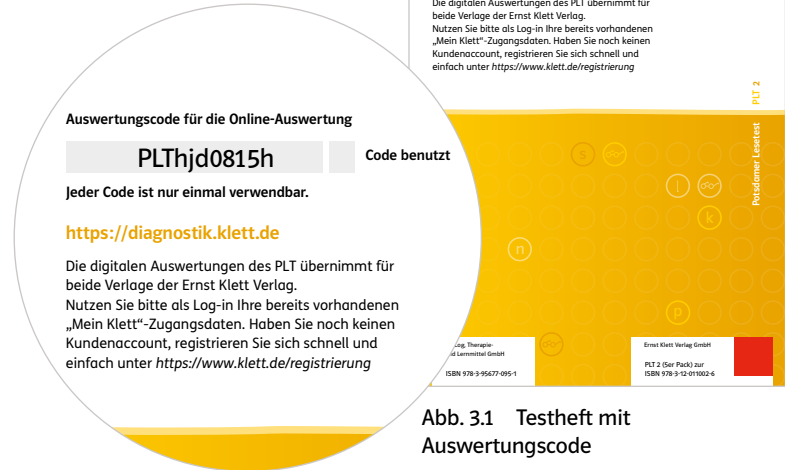 Auswertungscode für die Online-Auswertung
PLThjd0815h
Code benutzt
Jeder Code ist nur einmal verwendbar.
https://diagnostik.klett.de
Die digitalen Auswertungen des PLT übernimmt für
beide Verlage der Ernst Klett Verlag.
Nutzen Sie bitte als Log-in Ihre bereits vorhandenen
„Mein Klett“-Zugangsdaten. Haben Sie noch keinen
Kundenaccount, registrieren Sie sich schnell und
einfach unter https://www.klett.de/registrierung
Die digitalen Auswertungen des PLT übernimmt für
beide Verlage der Ernst Klett Verlag.
Nutzen Sie bitte als Log-in Ihre bereits vorhandenen
„Mein Klett“-Zugangsdaten. Haben Sie noch keinen
Kundenaccount, registrieren Sie sich schnell und
einfach unter https://www.klett.de/registrierung
Potsdamer Lesetest PLT 2
s
l
k
n
p
Log, Therapie-
d Lernmittel GmbH
ISBN 978-3-95677-095-1
Ernst Klett Verlag GmbH
PLT 2 (5er Pack) zur
ISBN 978-3-12-011002-6
Abb. 3.1 Testheft mit
Auswertungscode